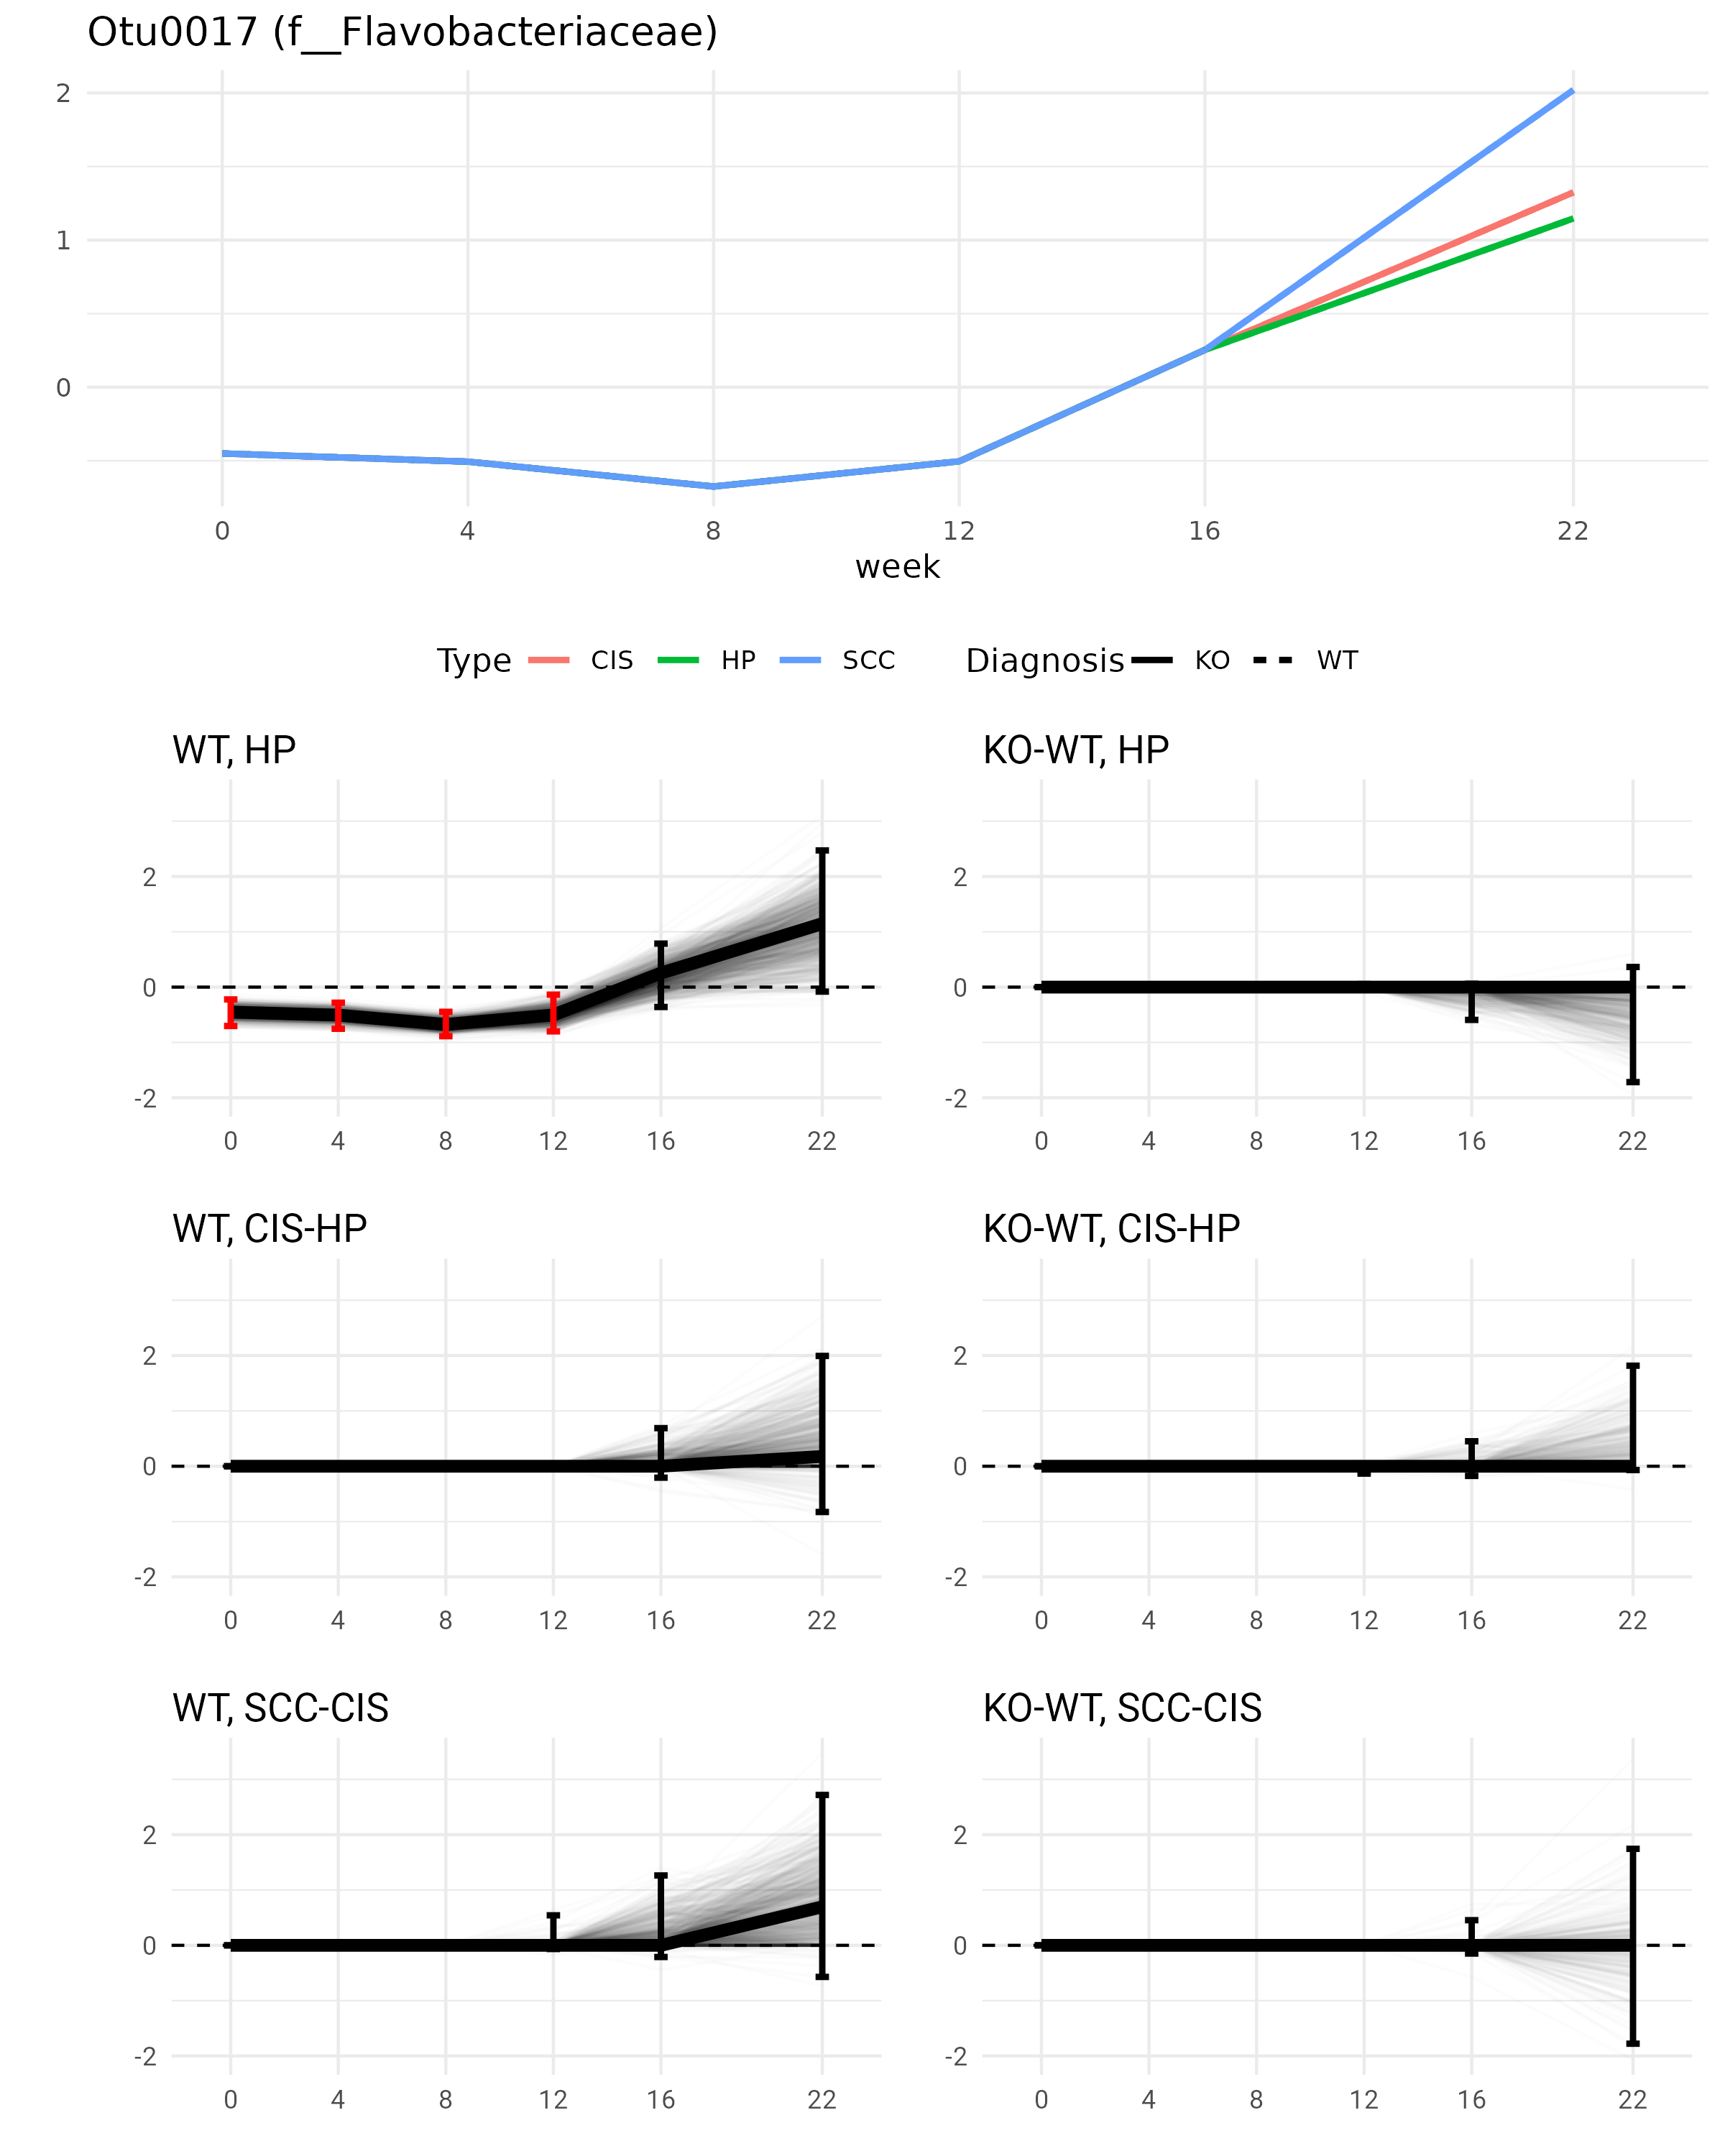 Otu0017 (f__Flavobacteriaceae)
2
1
0
0 4 8 12 16 22
week
Type CIS HP SCC Diagnosis KO WT
WT, HP KO-WT, HP
2 2
0 0
-2 -2
0 4 8 12 16 22 0 4 8 12 16 22
WT, CIS-HP KO-WT, CIS-HP
2 2
0 0
-2 -2
0 4 8 12 16 22 0 4 8 12 16 22
WT, SCC-CIS KO-WT, SCC-CIS
2 2
0 0
-2 -2
0 4 8 12 16 22 0 4 8 12 16 22